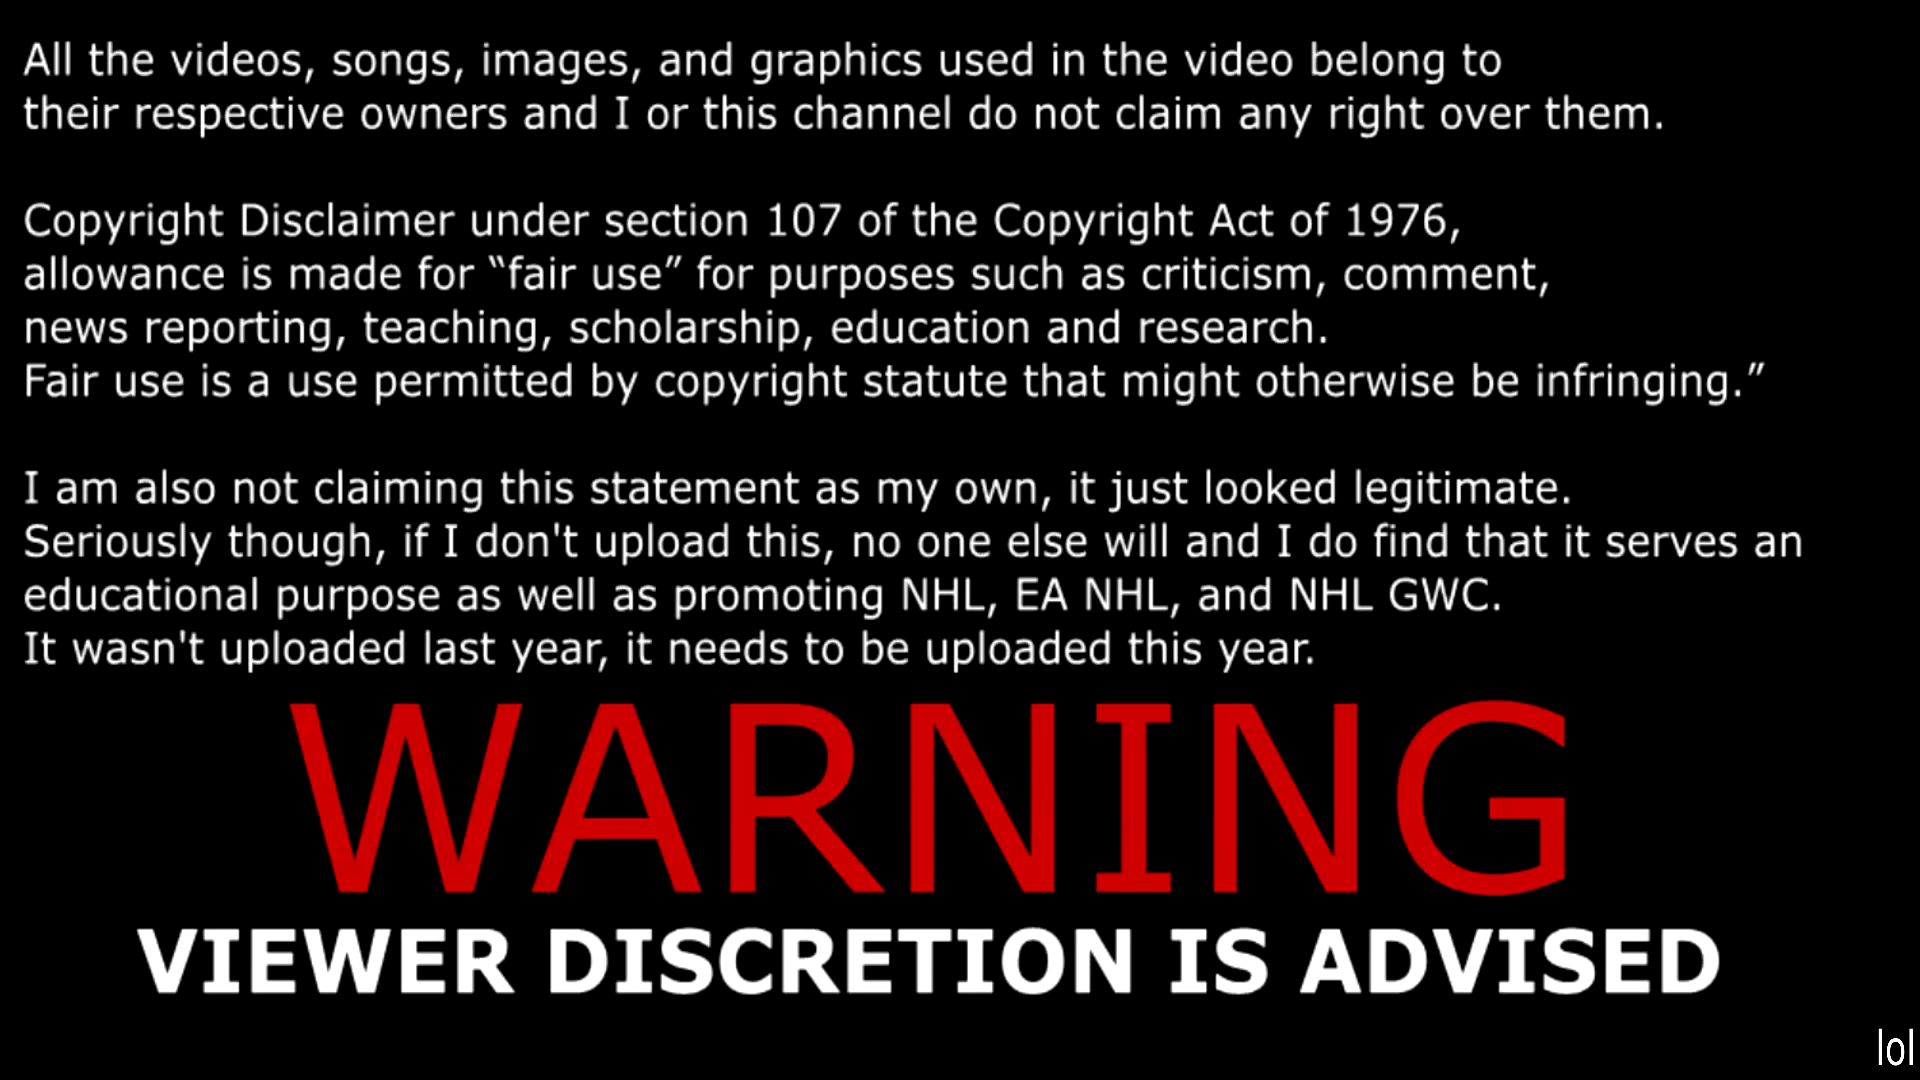 All the videos, songs, images, and graphics used in the video belong to
their respective owners and I or this channel do not claim any right over them.
Copyright Disclaimer under section 107 of the Copyright Act of 1976,
allowance is made for “fair use” for purposes such as criticism, comment,
news reporting, teaching, scholarship, education and research.
Fair use is a use permitted by copyright statute that might otherwise be infringing.”
I am also not claiming this statement as my own, it just looked legitimate.
Seriously though, if I don't upload this, no one else will and I do find that it serves an
educational purpose as well as promoting NHL, EA NHL, and NHL GWC.
It wasn't uploaded last year, it needs to be uploaded this year.
WARNING
VIEWER DISCRETION IS ADVISED
lol